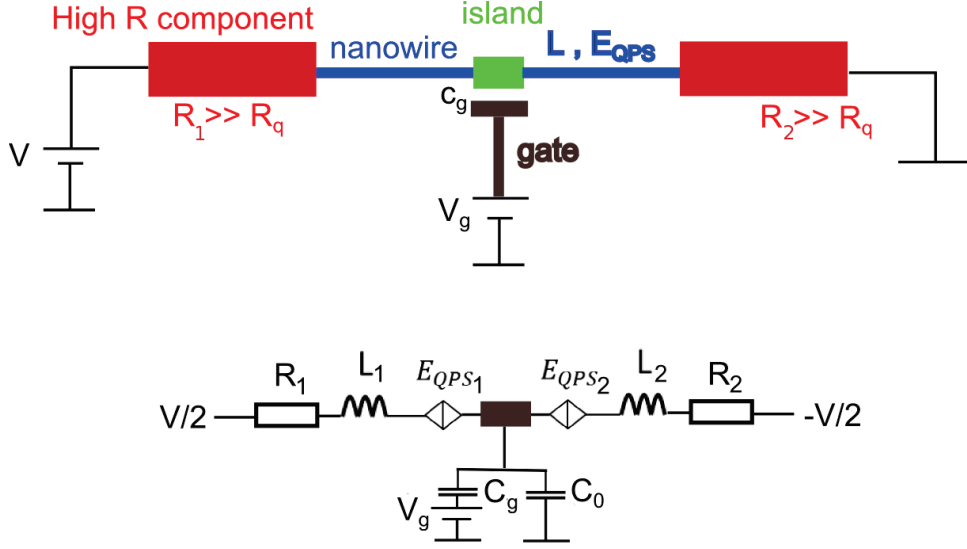 High R component
island
nanowire
L , E_QPS
c_g
R_1 >> R_q
R_2 >> R_q
gate
V
V_g
R_1
L_1
E_QPS_1
E_QPS_2
L_2
R_2
V/2
-V/2
V_g
C_g
C_0